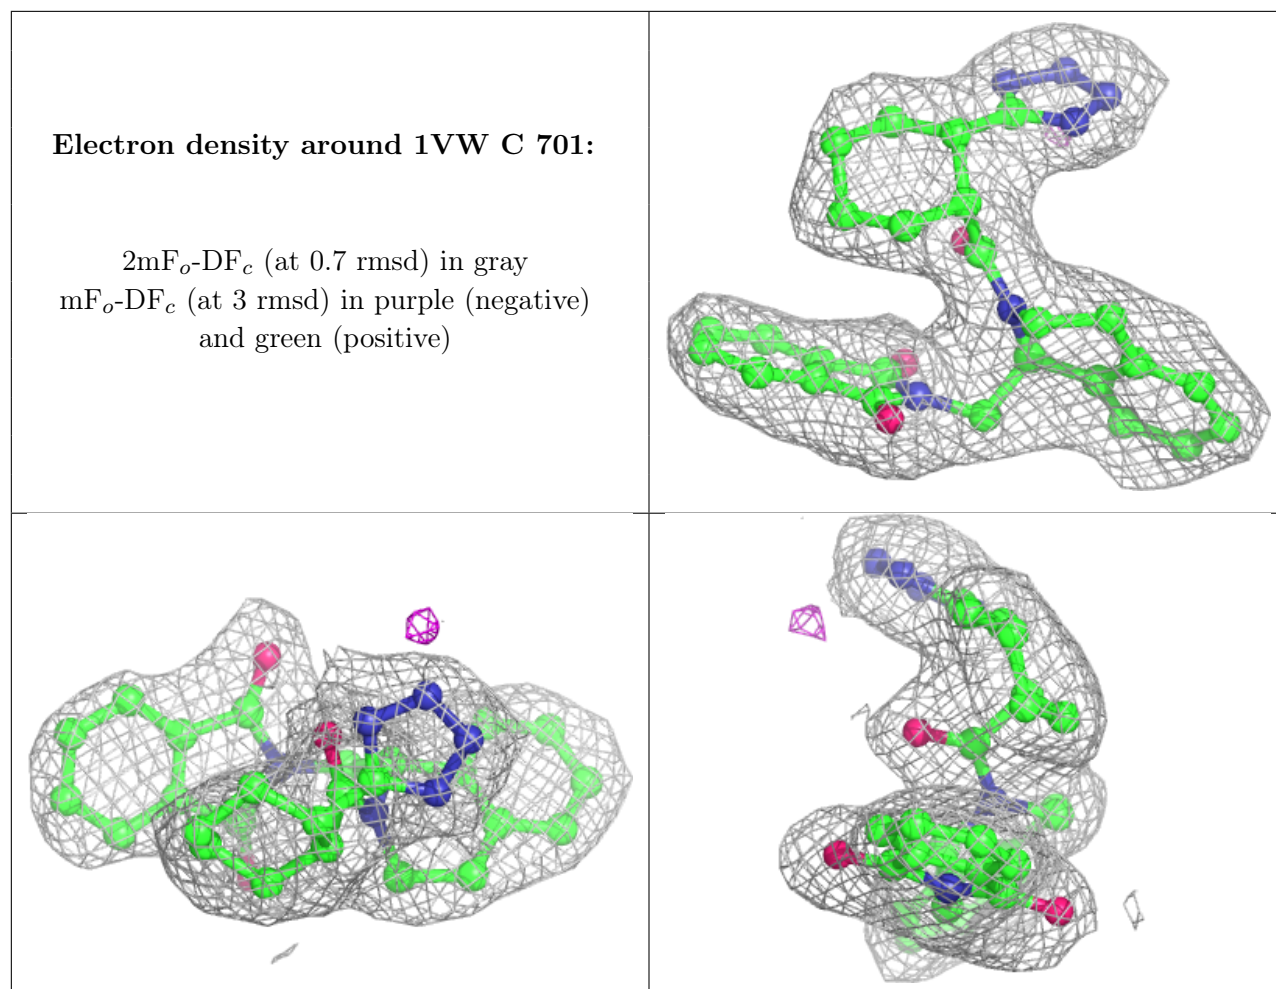 Electron density around 1VW C 701:
2mFₒ-DF𝒸 (at 0.7 rmsd) in gray
mFₒ-DF𝒸 (at 3 rmsd) in purple (negative)
and green (positive)